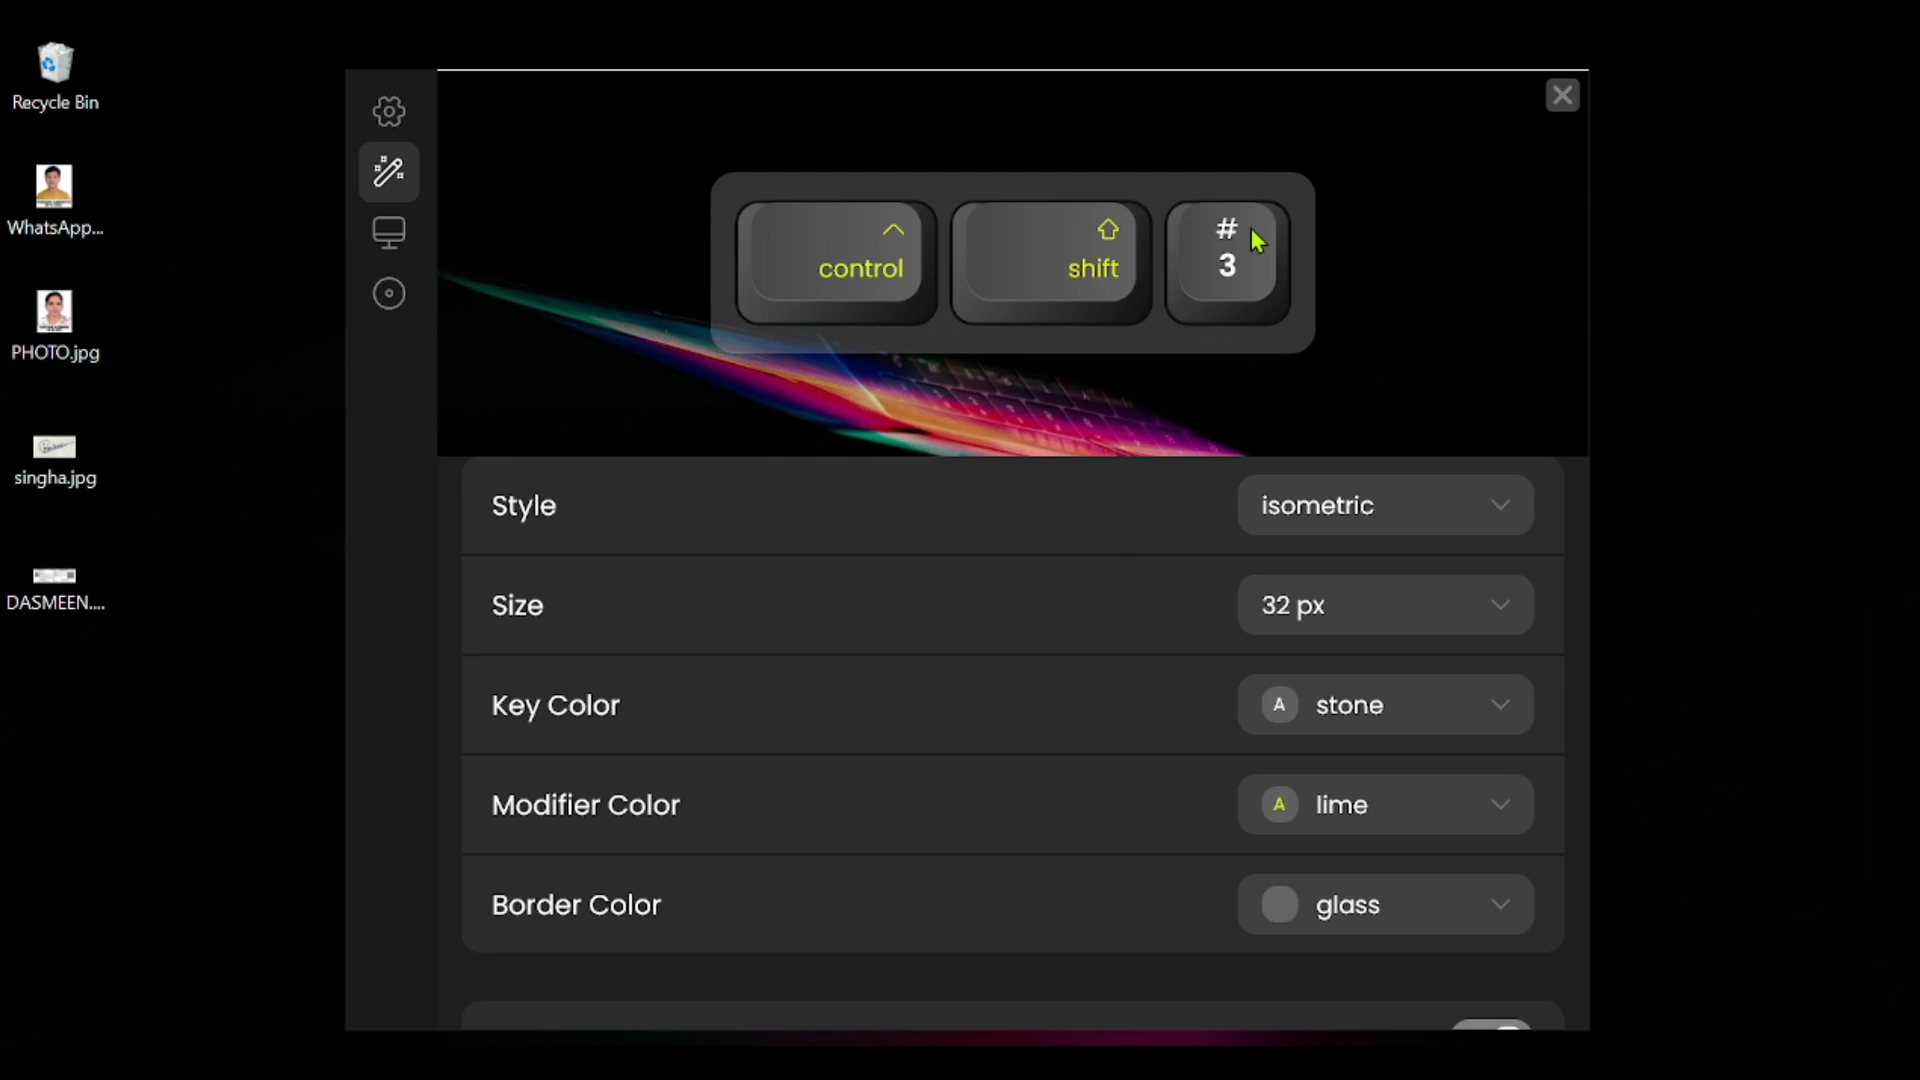 Recycle Bin
WhatsApp...
PHOTO.jpg
singha.jpg
DASMEEN....
control
shift
#
3
Style
isometric
Size
32 px
Key Color
A stone
Modifier Color
A lime
Border Color
glass